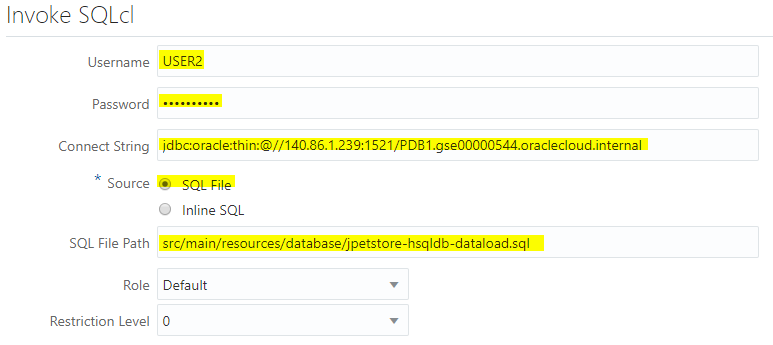 Invoke SQLcl
Username USER2
Password ••••••••••
Connect String jdbc:oracle:thin:@//140.86.1.239:1521/PDB1.gse00000544.oraclecloud.internal
* Source SQL File
Inline SQL
SQL File Path src/main/resources/database/jpetstore-hsqldb-dataload.sql
Role Default
Restriction Level 0